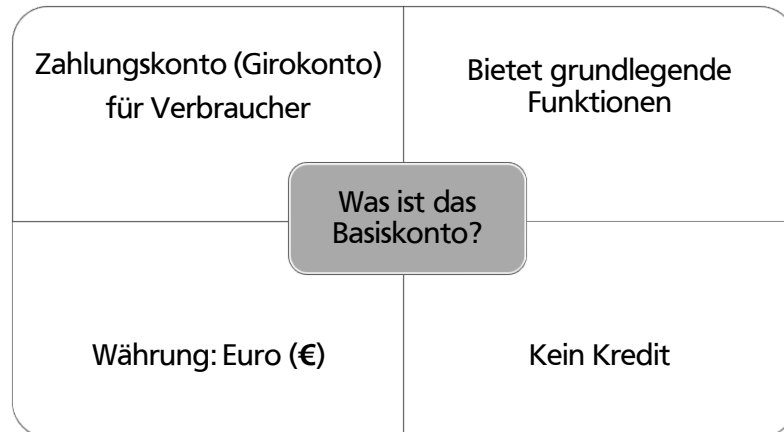 Zahlungskonto (Girokonto)
für Verbraucher
Bietet grundlegende
Funktionen
Was ist das
Basiskonto?
Währung: Euro (€)
Kein Kredit